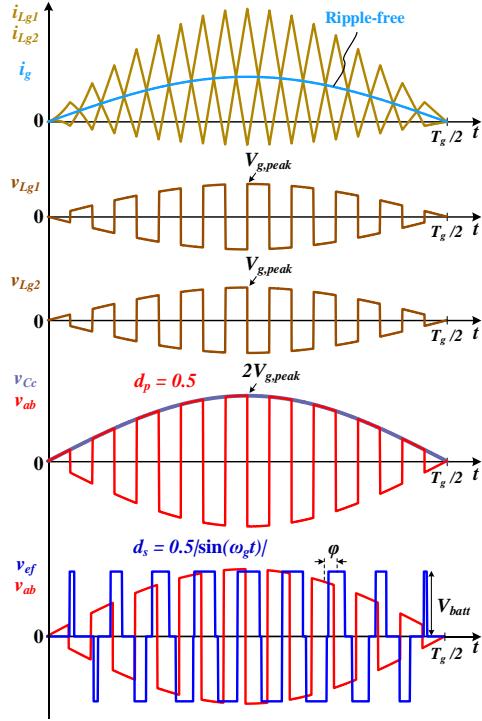 i_Lg1
i_Lg2
i_g
Ripple-free
0
t
T_g/2
v_Lg1
V_g,peak
0
t
T_g/2
v_Lg2
V_g,peak
0
t
T_g/2
v_Cc
v_ab
d_p = 0.5
2V_g,peak
0
t
T_g/2
v_ef
v_ab
d_s = 0.5|sin(ω_g t)|
φ
V_batt
0
t
T_g/2